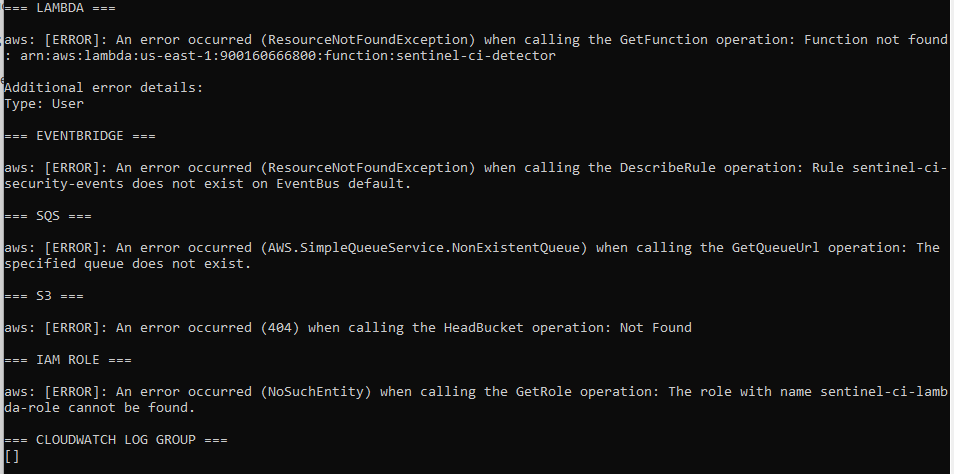 === LAMBDA ===
aws: [ERROR]: An error occurred (ResourceNotFoundException) when calling the GetFunction operation: Function not found
: arn:aws:lambda:us-east-1:900160666800:function:sentinel-ci-detector
Additional error details:
Type: User
=== EVENTBRIDGE ===
aws: [ERROR]: An error occurred (ResourceNotFoundException) when calling the DescribeRule operation: Rule sentinel-ci-
security-events does not exist on EventBus default.
=== SQS ===
aws: [ERROR]: An error occurred (AWS.SimpleQueueService.NonExistentQueue) when calling the GetQueueUrl operation: The
specified queue does not exist.
=== S3 ===
aws: [ERROR]: An error occurred (404) when calling the HeadBucket operation: Not Found
=== IAM ROLE ===
aws: [ERROR]: An error occurred (NoSuchEntity) when calling the GetRole operation: The role with name sentinel-ci-lamb
da-role cannot be found.
=== CLOUDWATCH LOG GROUP ===
[]